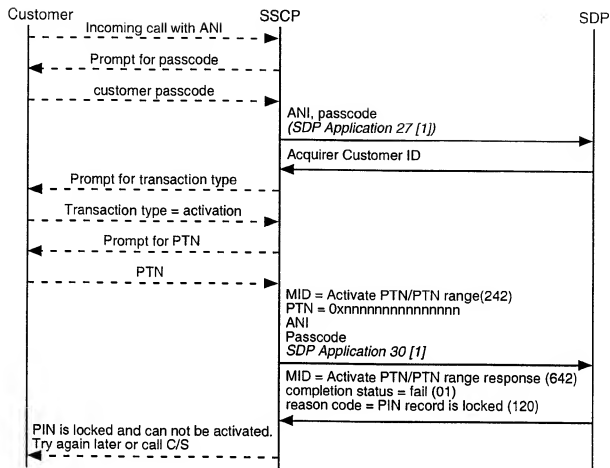 Customer
SSCP
SDP
Incoming call with ANI
Prompt for passcode
customer passcode
ANI, passcode
(SDP Application 27 [1])
Acquirer Customer ID
Prompt for transaction type
Transaction type = activation
Prompt for PTN
PTN
MID = Activate PTN/PTN range(242)
PTN = 0xnnnnnnnnnnnnnnnn
ANI
Passcode
SDP Application 30 [1]
MID = Activate PTN/PTN range response (642)
completion status = fail (01)
reason code = PIN record is locked (120)
PIN is locked and can not be activated.
Try again later or call C/S